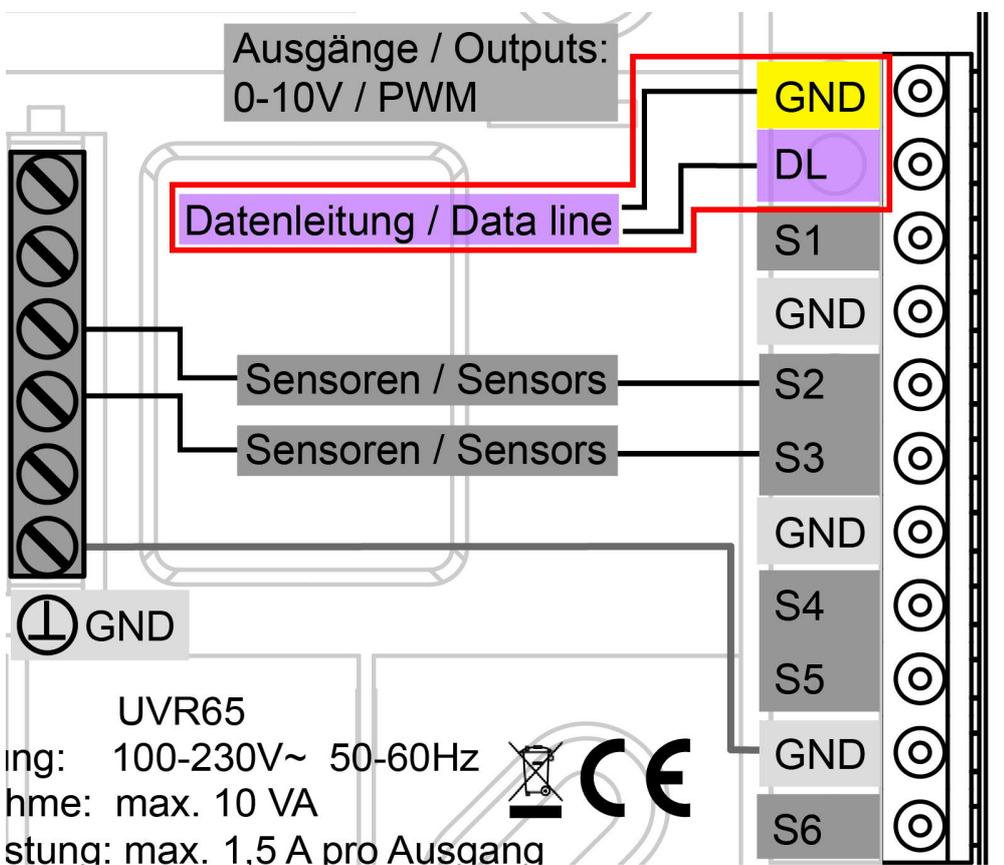 Ausgänge / Outputs:
0-10V / PWM
GND
DL
Datenleitung / Data line
S1
GND
Sensoren / Sensors
S2
Sensoren / Sensors
S3
GND
S4
GND
S5
UVR65
ung: 100-230V~ 50-60Hz
GND
hme: max. 10 VA
CE
S6
stung: max. 1,5 A pro Ausgang